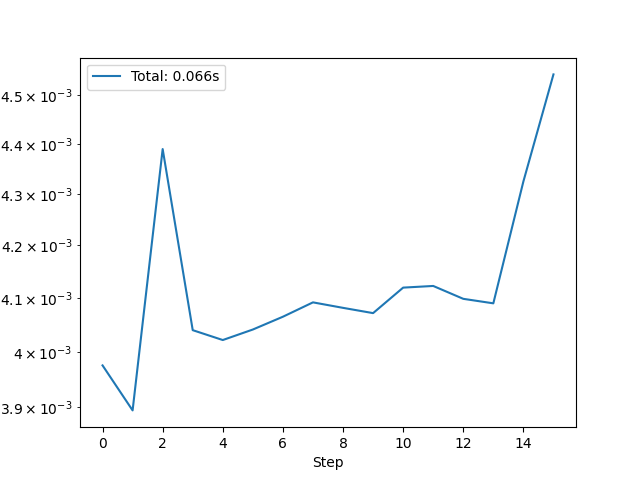 Total: 0.066s
4.5 × 10⁻³
4.4 × 10⁻³
4.3 × 10⁻³
4.2 × 10⁻³
4.1 × 10⁻³
4 × 10⁻³
3.9 × 10⁻³
0 2 4 6 8 10 12 14
Step